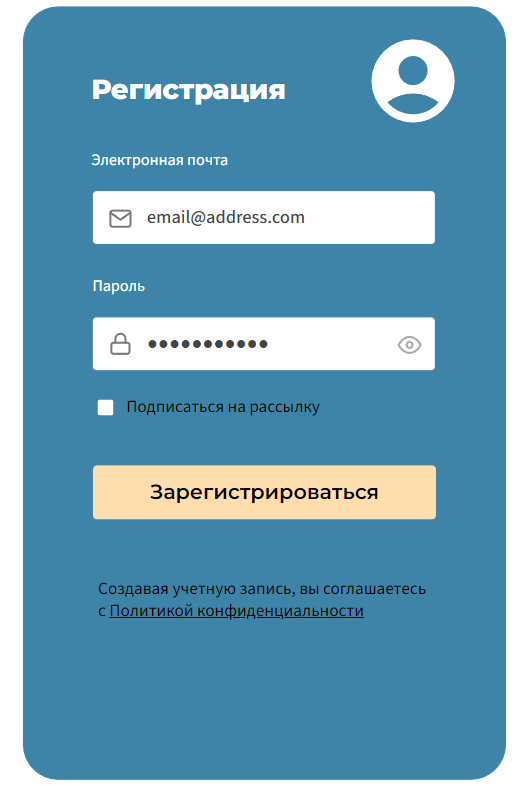 Регистрация
Электронная почта
email@address.com
Пароль
•••••••••••
Подписаться на рассылку
Зарегистрироваться
Создавая учетную запись, вы соглашаетесь
с Политикой конфиденциальности